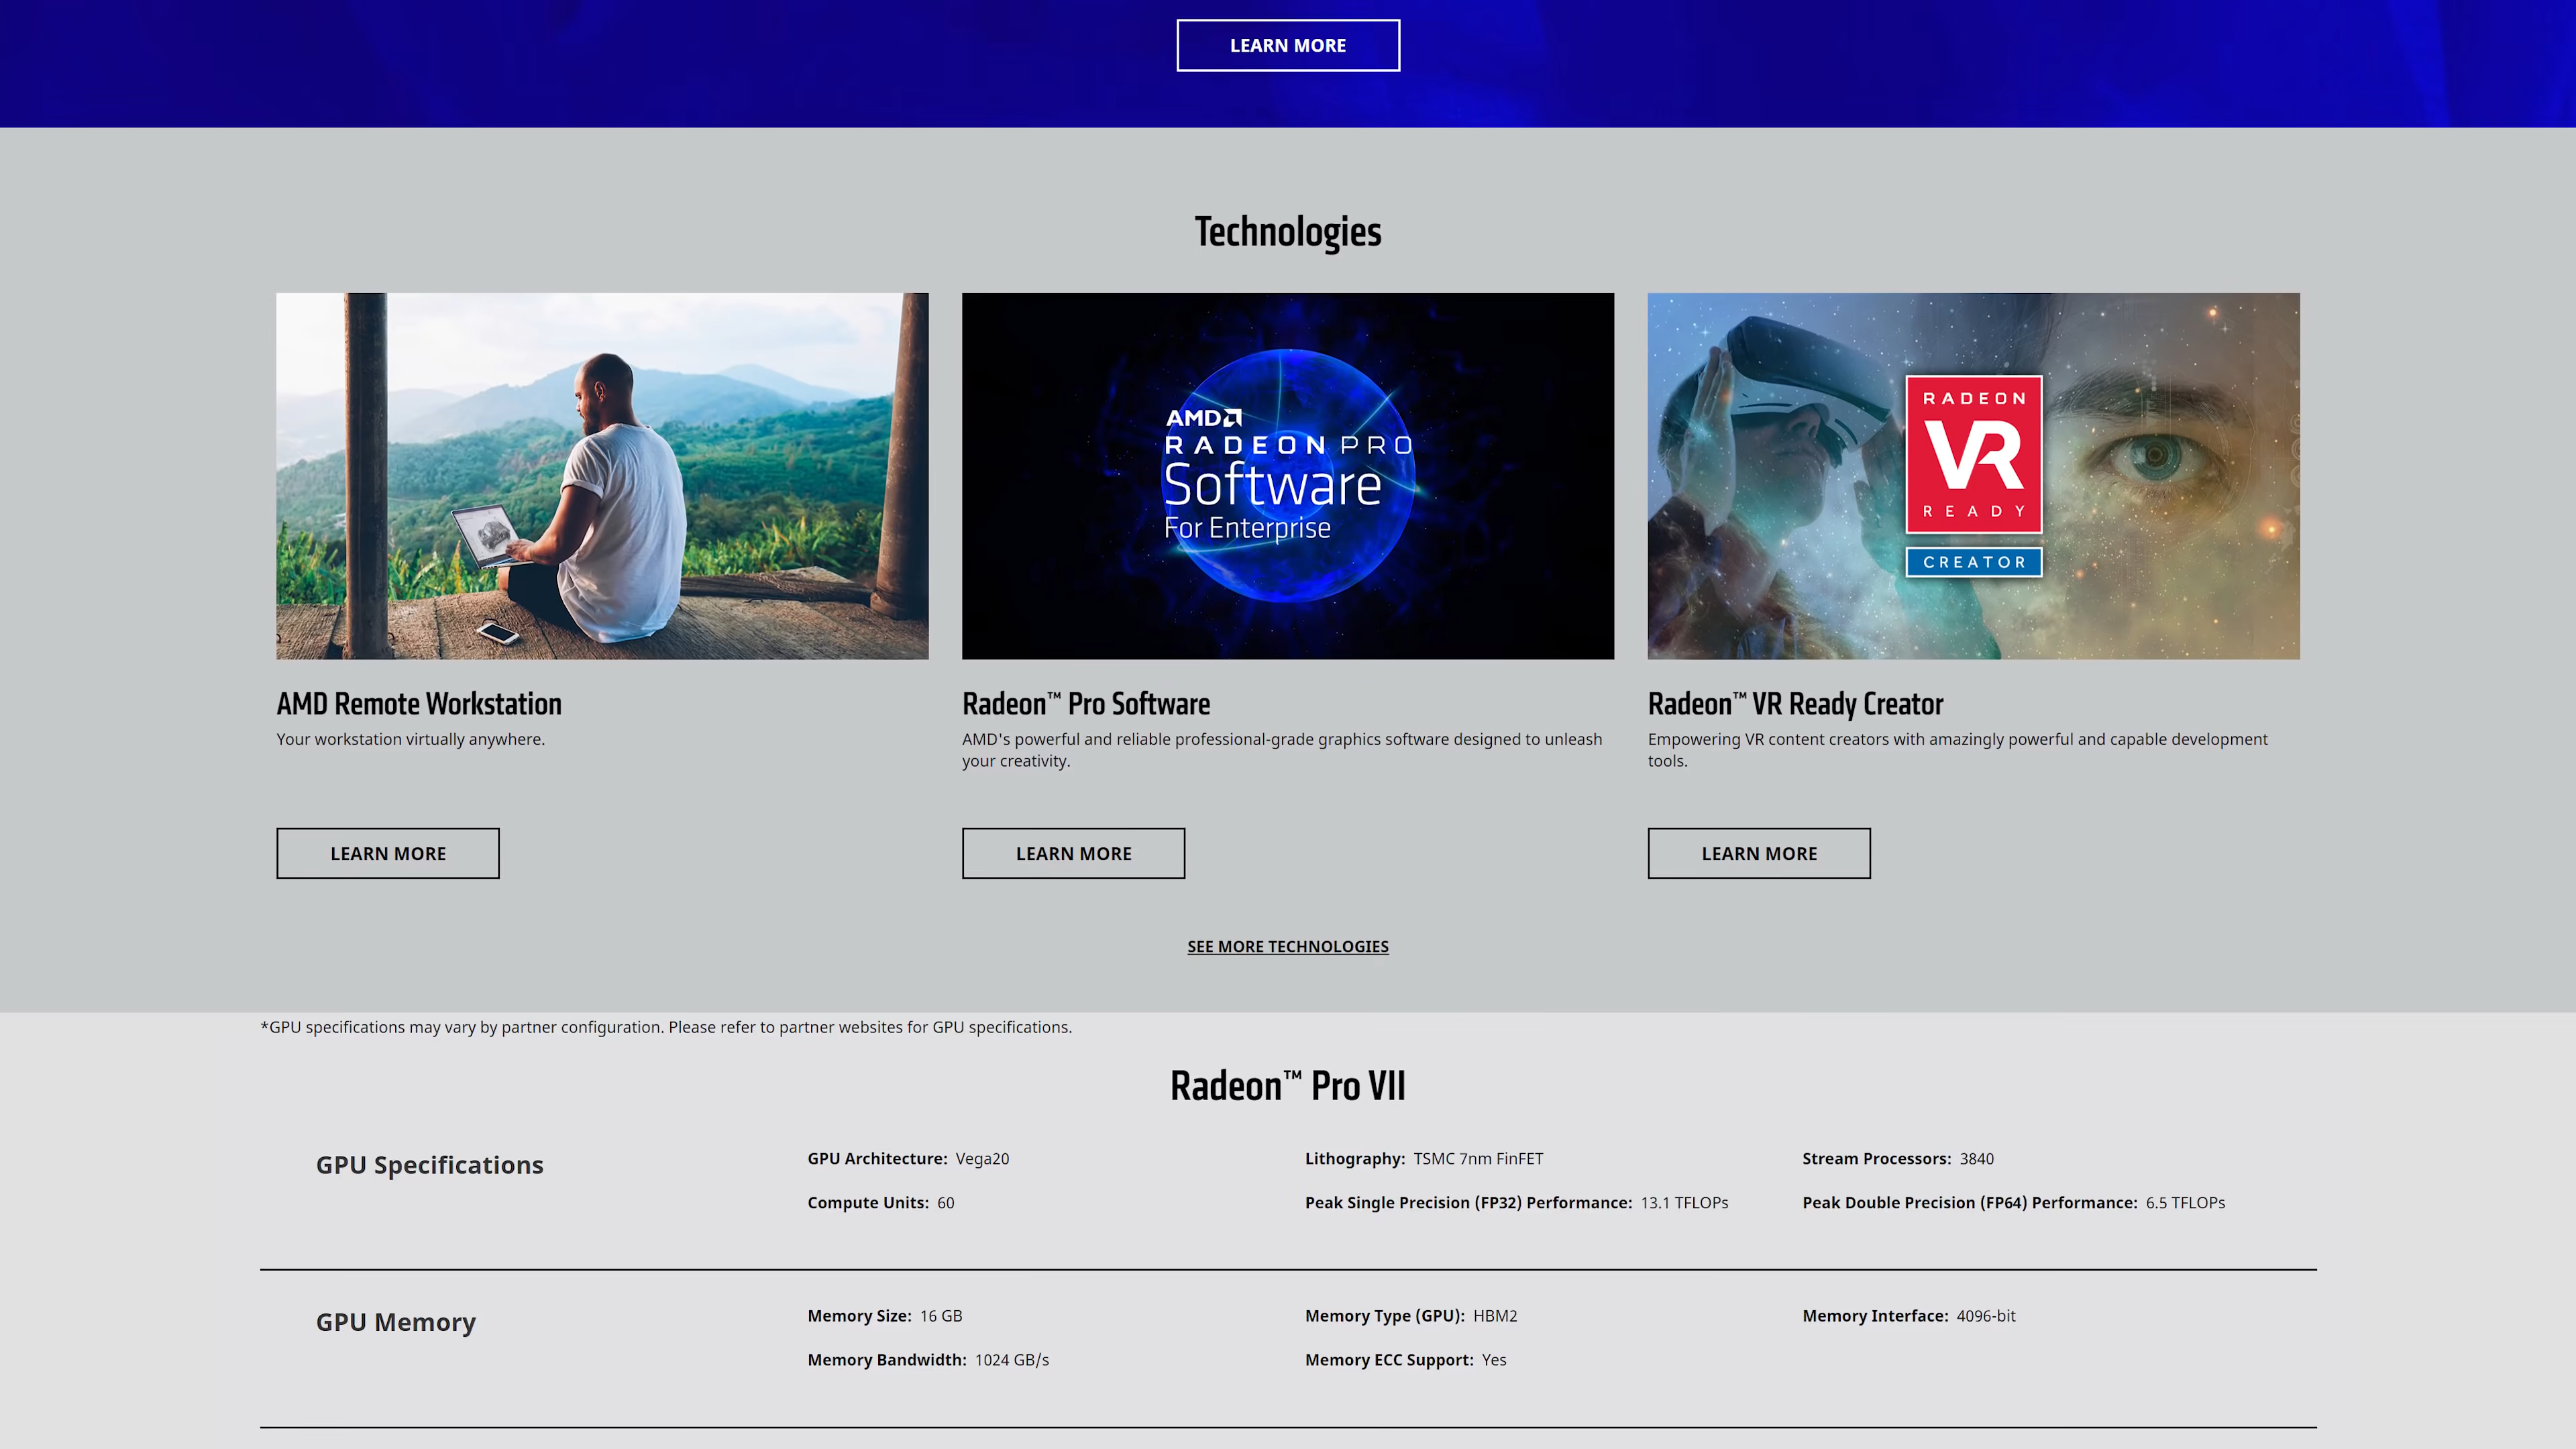 LEARN MORE
Technologies
AMD
RADEON PRO
Software
For Enterprise
RADEON
VR
READY
CREATOR
AMD Remote Workstation
Your workstation virtually anywhere.
LEARN MORE
Radeon™ Pro Software
AMD's powerful and reliable professional-grade graphics software designed to unleash
your creativity.
LEARN MORE
Radeon™ VR Ready Creator
Empowering VR content creators with amazingly powerful and capable development
tools.
LEARN MORE
SEE MORE TECHNOLOGIES
*GPU specifications may vary by partner configuration. Please refer to partner websites for GPU specifications.
Radeon™ Pro VII
GPU Specifications
GPU Architecture: Vega20
Lithography: TSMC 7nm FinFET
Stream Processors: 3840
Compute Units: 60
Peak Single Precision (FP32) Performance: 13.1 TFLOPs
Peak Double Precision (FP64) Performance: 6.5 TFLOPs
GPU Memory
Memory Size: 16 GB
Memory Type (GPU): HBM2
Memory Interface: 4096-bit
Memory Bandwidth: 1024 GB/s
Memory ECC Support: Yes